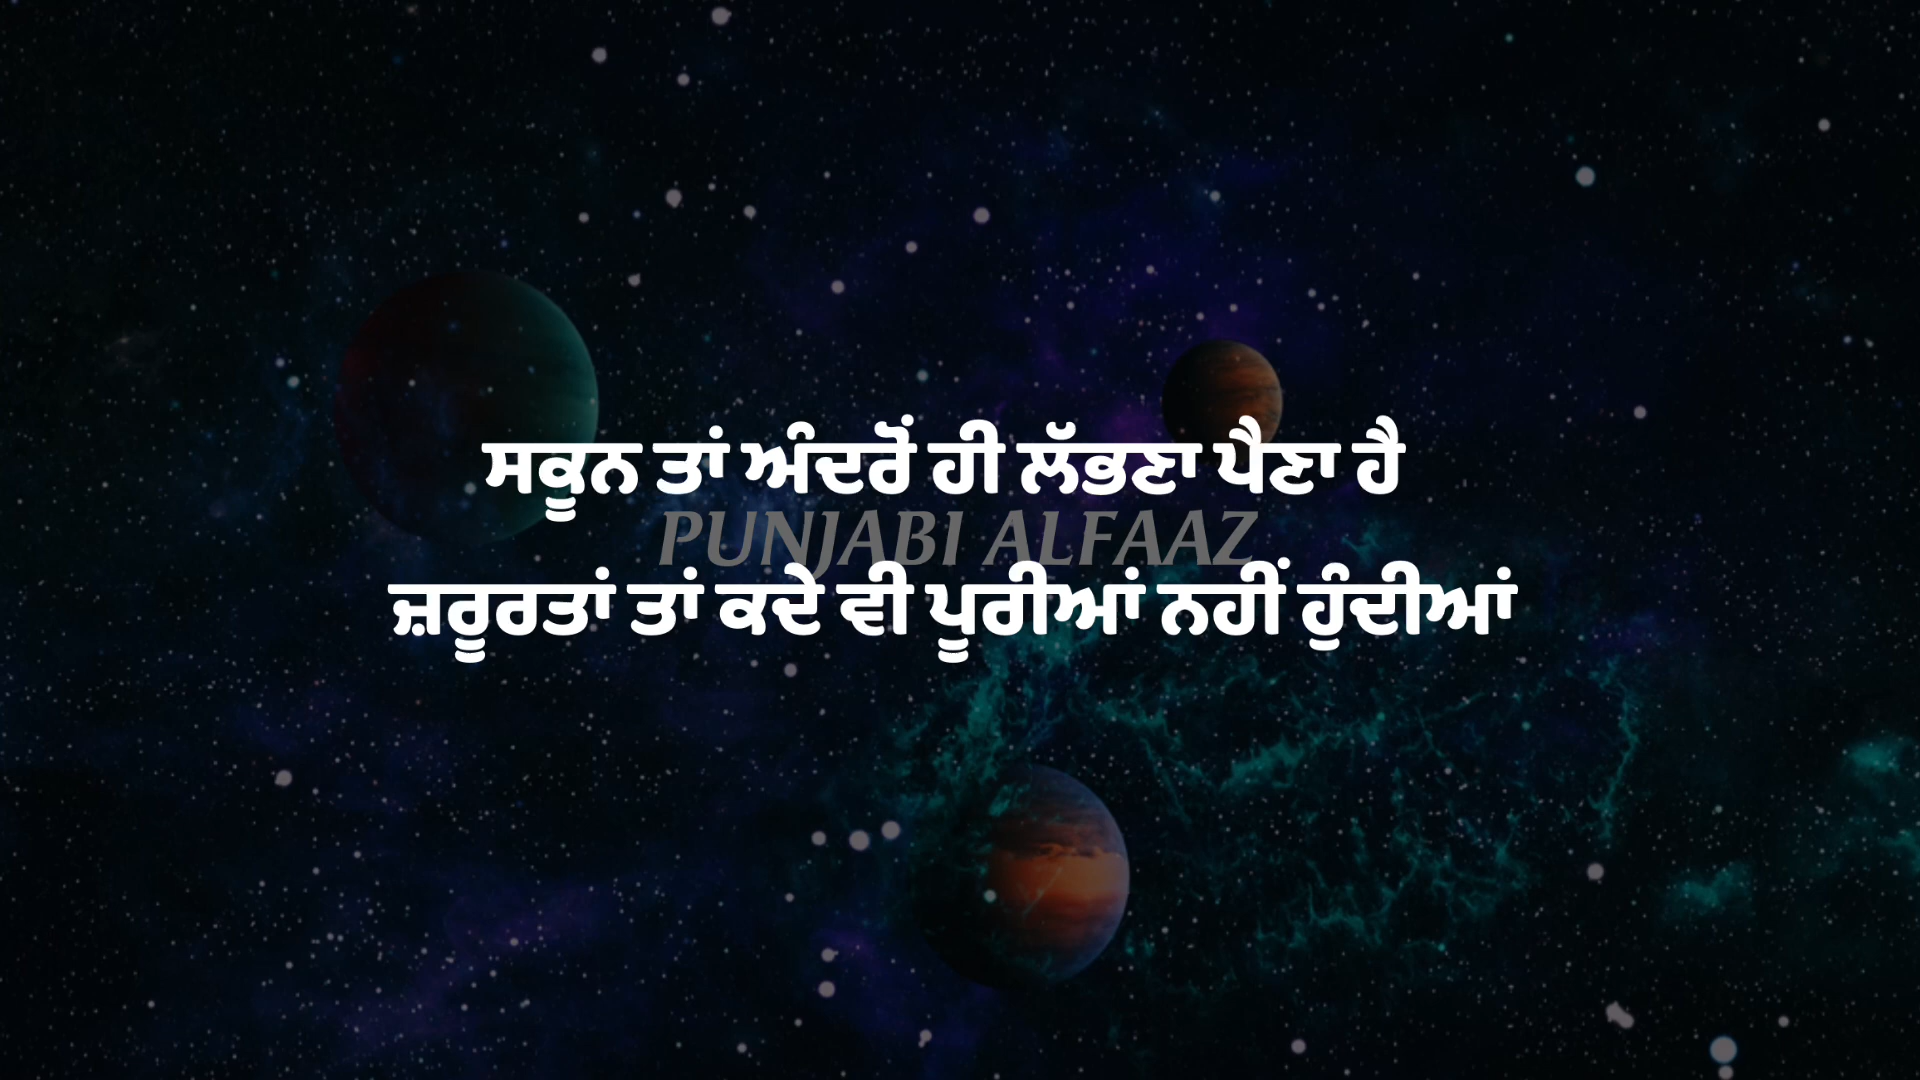 ਸਕੂਨ ਤਾਂ ਅੰਦਰੋਂ ਹੀ ਲੱਭਣਾ ਪੈਣਾ ਹੈ
PUNJABI ALFAAZ
ਜ਼ਰੂਰਤਾਂ ਤਾਂ ਕਦੇ ਵੀ ਪੂਰੀਆਂ ਨਹੀਂ ਹੁੰਦੀਆਂ